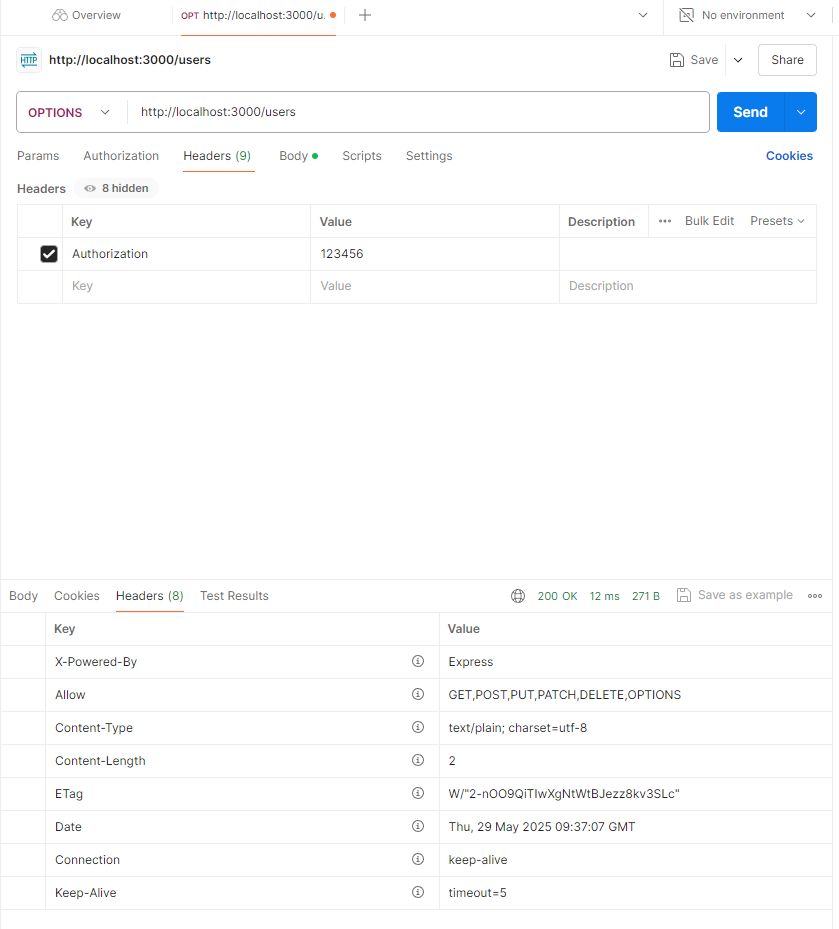 Overview OPT http://localhost:3000/u. No environment
HTTP http://localhost:3000/users Save Share
OPTIONS http://localhost:3000/users Send
Params Authorization Headers (9) Body Scripts Settings Cookies
Headers 8 hidden
Key Value Description Bulk Edit Presets
Authorization 123456
Key Value Description
Body Cookies Headers (8) Test Results 200 OK 12 ms 271 B Save as example
Key Value
X-Powered-By Express
Allow GET,POST,PUT,PATCH,DELETE,OPTIONS
Content-Type text/plain; charset=utf-8
Content-Length 2
ETag W/"2-nOO9QiTIwXgNtWtBJezz8kv3SLc"
Date Thu, 29 May 2025 09:37:07 GMT
Connection keep-alive
Keep-Alive timeout=5